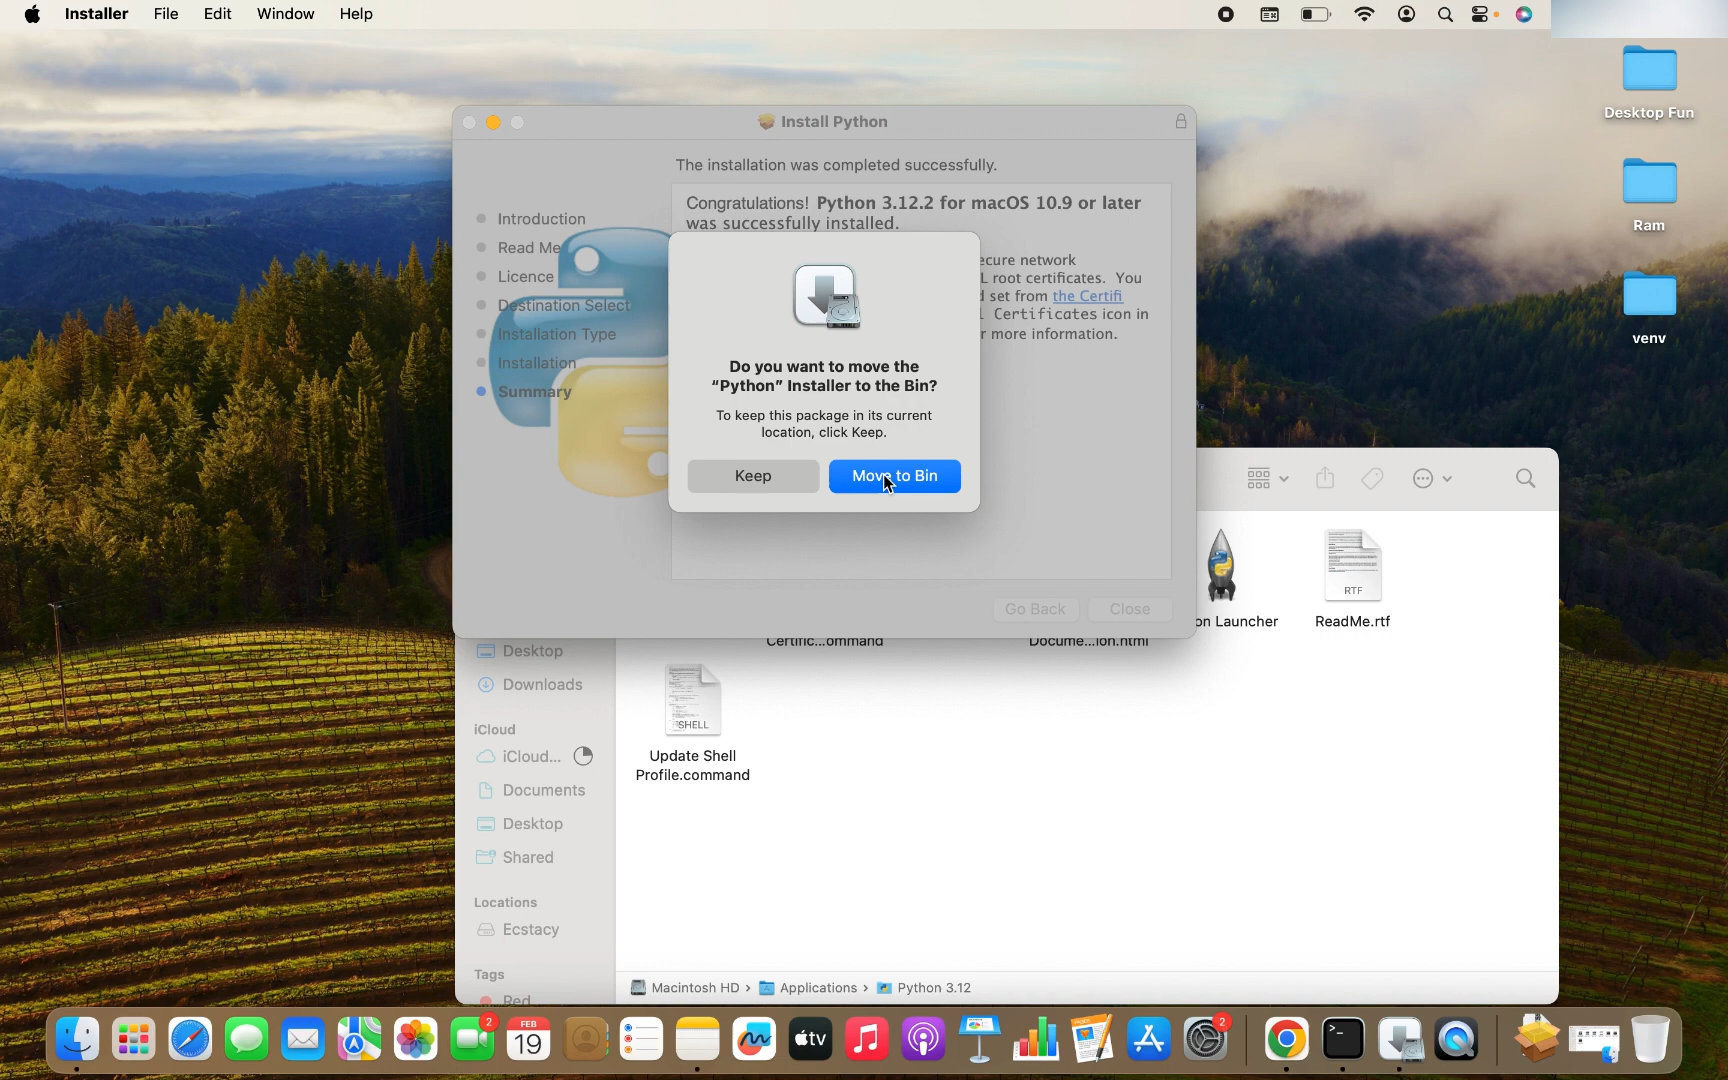 Installer File Edit Window Help
Desktop Fun
Ram
venv
Install Python
The installation was completed successfully.
Introduction
Read Me
Licence
Destination Select
Installation Type
Installation
Summary
Congratulations! Python 3.12.2 for macOS 10.9 or later
was successfully installed.
ecure network
L root certificates. You
d set from the Certifi
Certificates icon in
r more information.
Do you want to move the
“Python” Installer to the Bin?
To keep this package in its current
location, click Keep.
Keep Move to Bin
Go Back Close
Certific...ommand
Docume...ion.html
on Launcher
RTF
ReadMe.rtf
SHELL
Update Shell
Profile.command
Desktop
Downloads
iCloud
iCloud...
Documents
Desktop
Shared
Locations
Ecstacy
Tags
Red
Macintosh HD › Applications › Python 3.12
2
FEB
19
tv
2